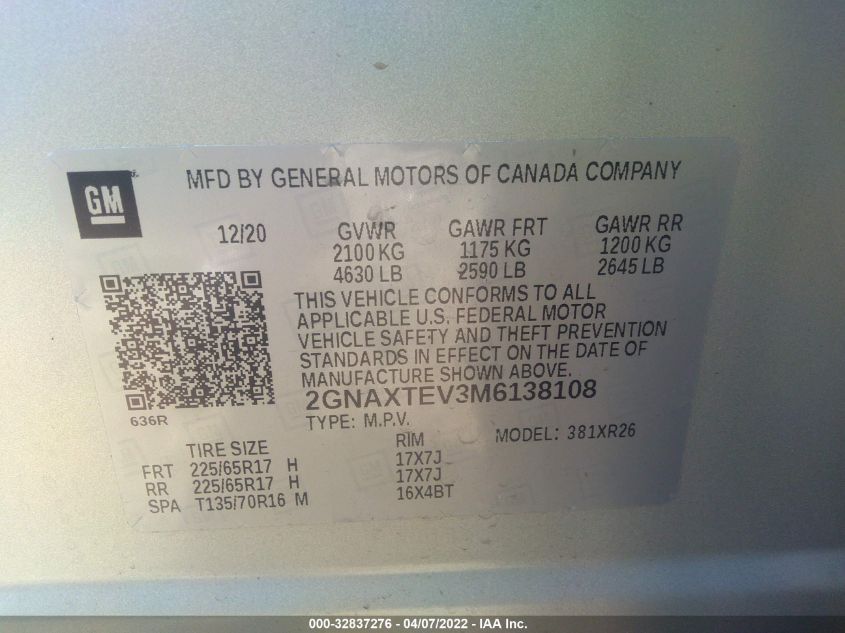 GM
MFD BY GENERAL MOTORS OF CANADA COMPANY
12/20 GVWR GAWR FRT GAWR RR
2100 KG 1175 KG 1200 KG
4630 LB 2590 LB 2645 LB
THIS VEHICLE CONFORMS TO ALL
APPLICABLE U.S. FEDERAL MOTOR
VEHICLE SAFETY AND THEFT PREVENTION
STANDARDS IN EFFECT ON THE DATE OF
MANUFACTURE SHOWN ABOVE.
2GNAXTEV3M6138108
636R
TYPE: M.P.V. MODEL: 381XR26
TIRE SIZE RIM
FRT 225/65R17 H 17X7J
RR 225/65R17 H 17X7J
SPA T135/70R16 M 16X4BT
000-32837276 - 04/07/2022 - IAA Inc.